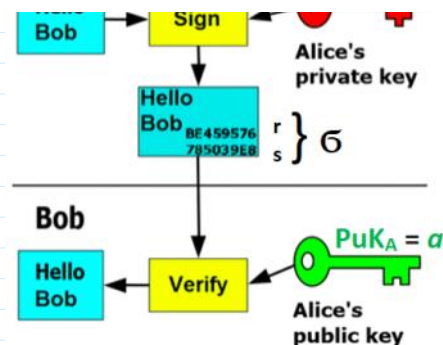 Bob
Sign
Alice's
private key
Hello
Bob
BE459576
785039E8
r
s
} б
Bob
PuKA = a
Hello
Bob
Verify
Alice's
public key